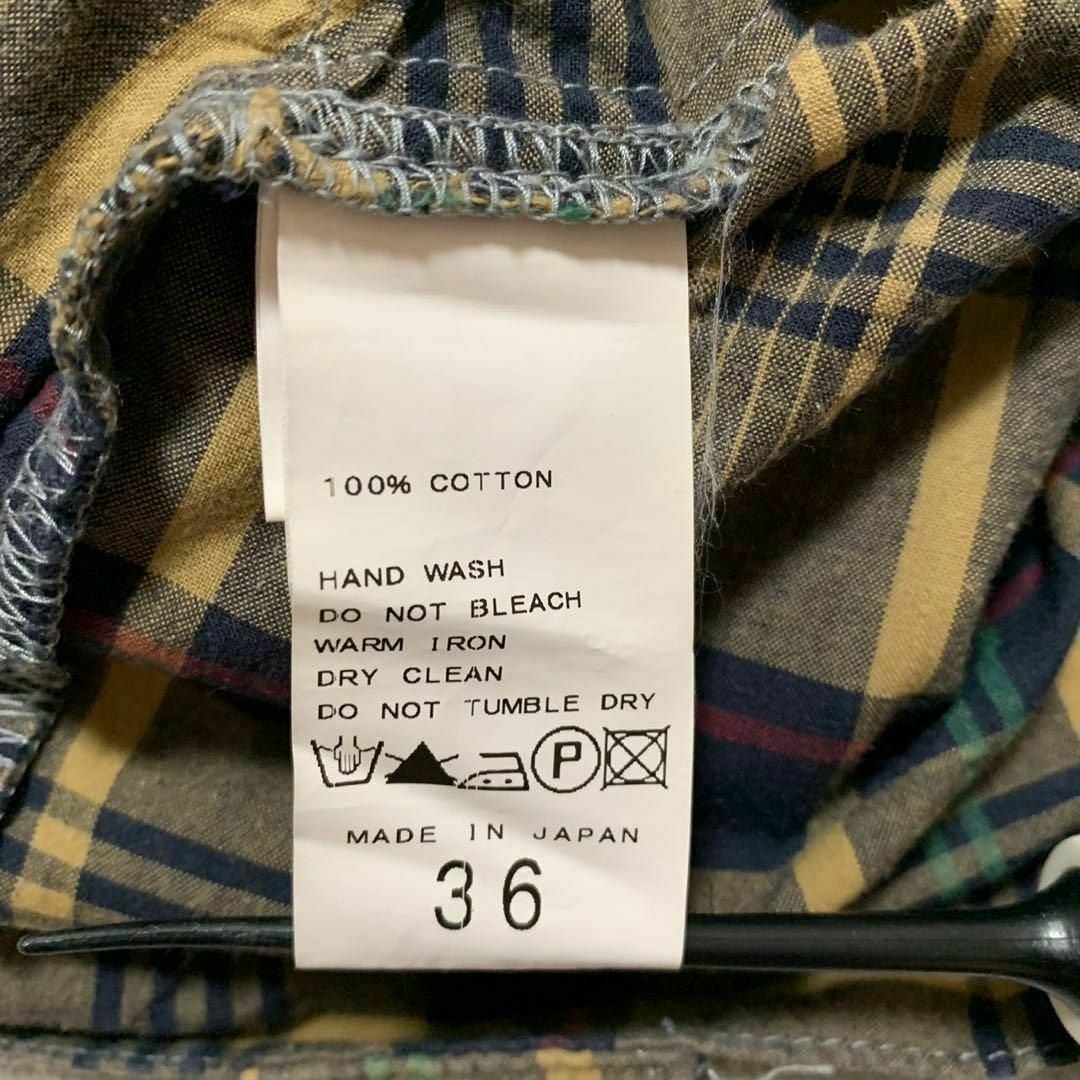 100% COTTON
HAND WASH
DO NOT BLEACH
WARM IRON
DRY CLEAN
DO NOT TUMBLE DRY
P
MADE IN JAPAN
36